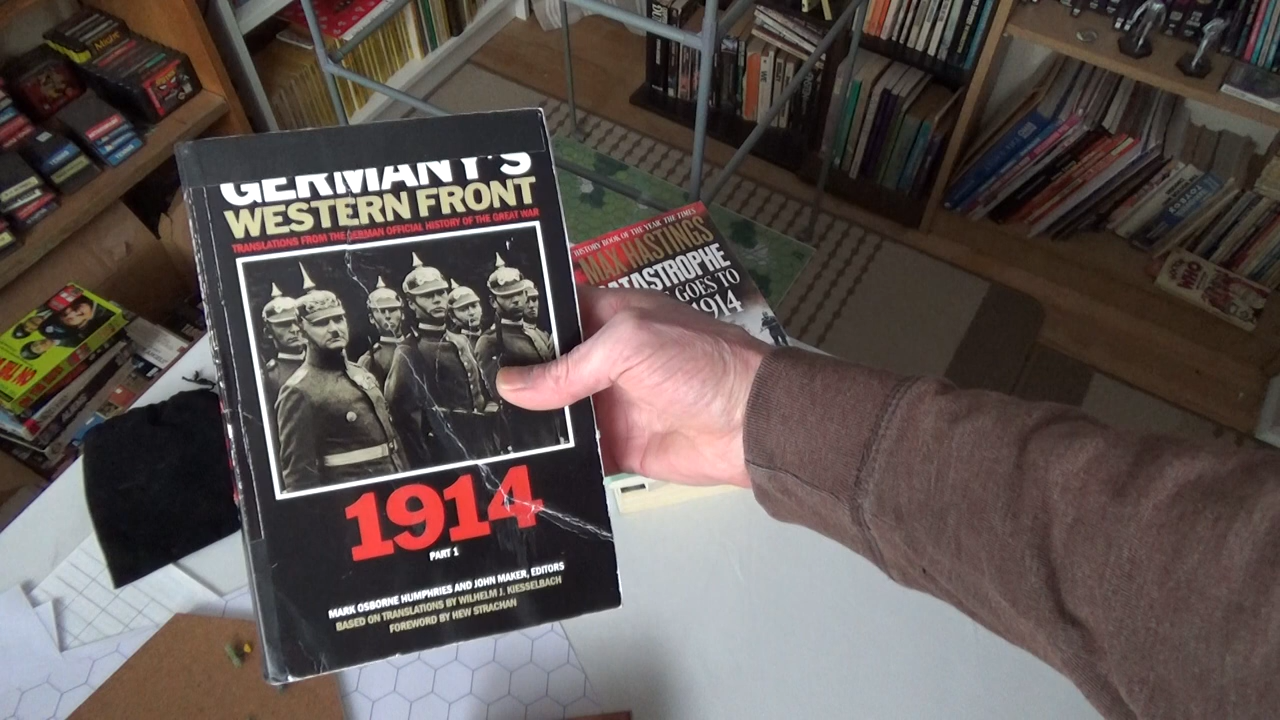 GERMANY'S
WESTERN FRONT
TRANSLATIONS FROM THE GERMAN OFFICIAL HISTORY OF THE GREAT WAR
1914
PART 1
MARK OSBORNE HUMPHRIES AND JOHN MAKER, EDITORS
BASED ON TRANSLATIONS BY WILHELM J. KIESSELBACH
FOREWORD BY HEW STRACHAN
HISTORY BOOK OF THE YEAR THE TIMES
MAX HASTINGS
ATASTROPHE
GOES TO
1914